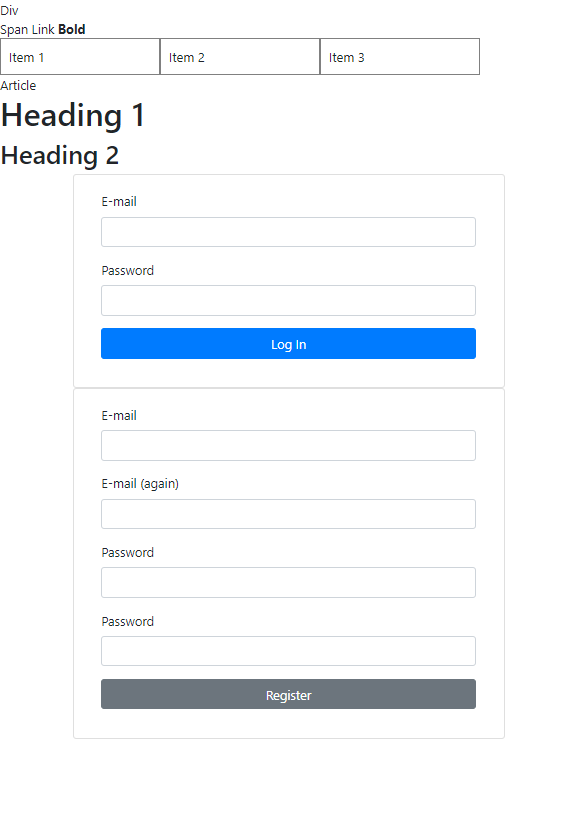 Div
Span Link Bold
Item 1 Item 2 Item 3
Article
Heading 1
Heading 2
E-mail
Password
Log In
E-mail
E-mail (again)
Password
Password
Register